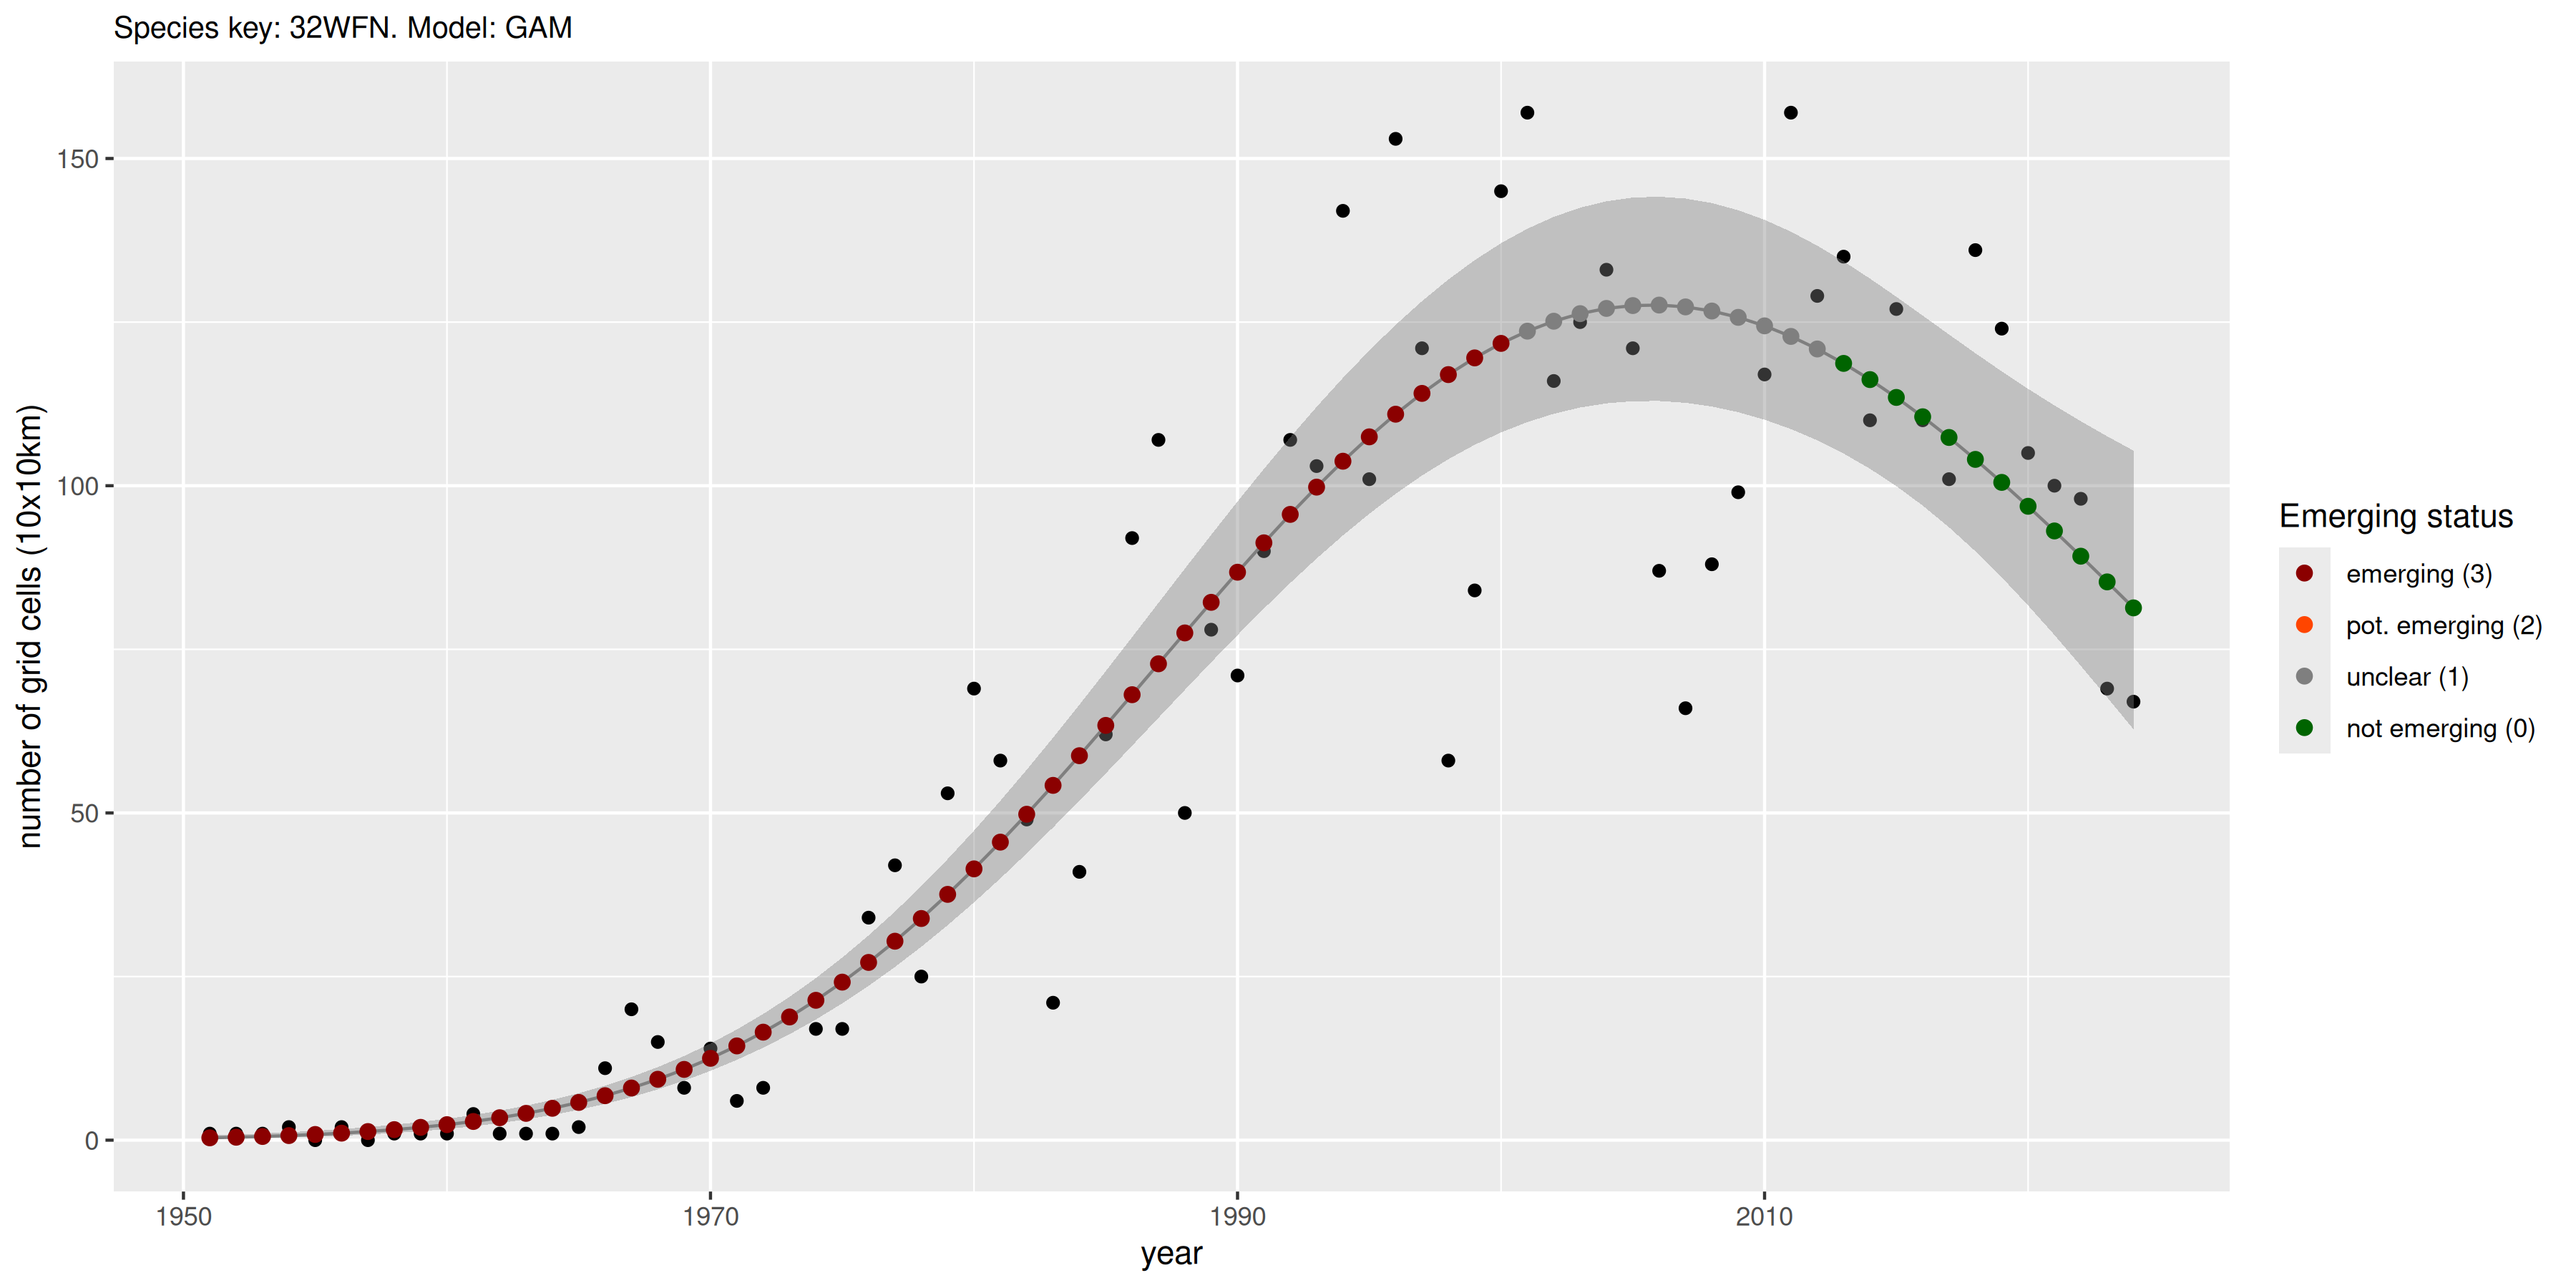 Species key: 32WFN. Model: GAM
150
100
50
0
number of grid cells (10x10km)
1950
1970
1990
2010
year
Emerging status
emerging (3)
pot. emerging (2)
unclear (1)
not emerging (0)